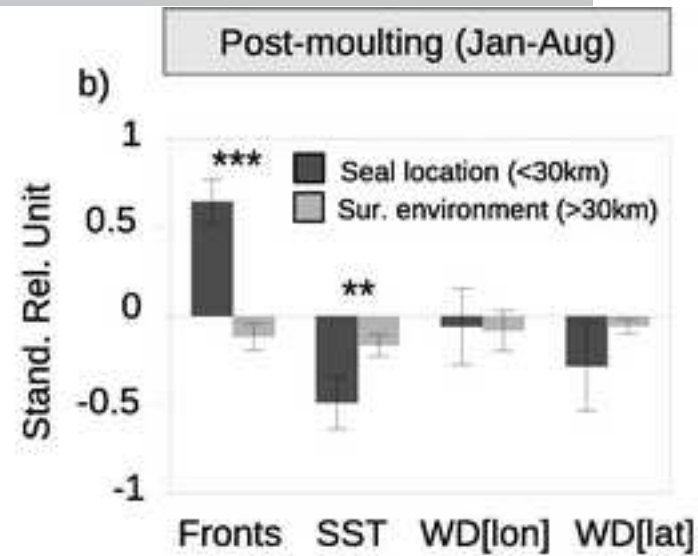 Post-moulting (Jan-Aug)
b)
1
***
Seal location (<30km)
Sur. environment (>30km)
0.5
**
0
-0.5
-1
Stand. Rel. Unit
Fronts SST WD[lon] WD[lat]